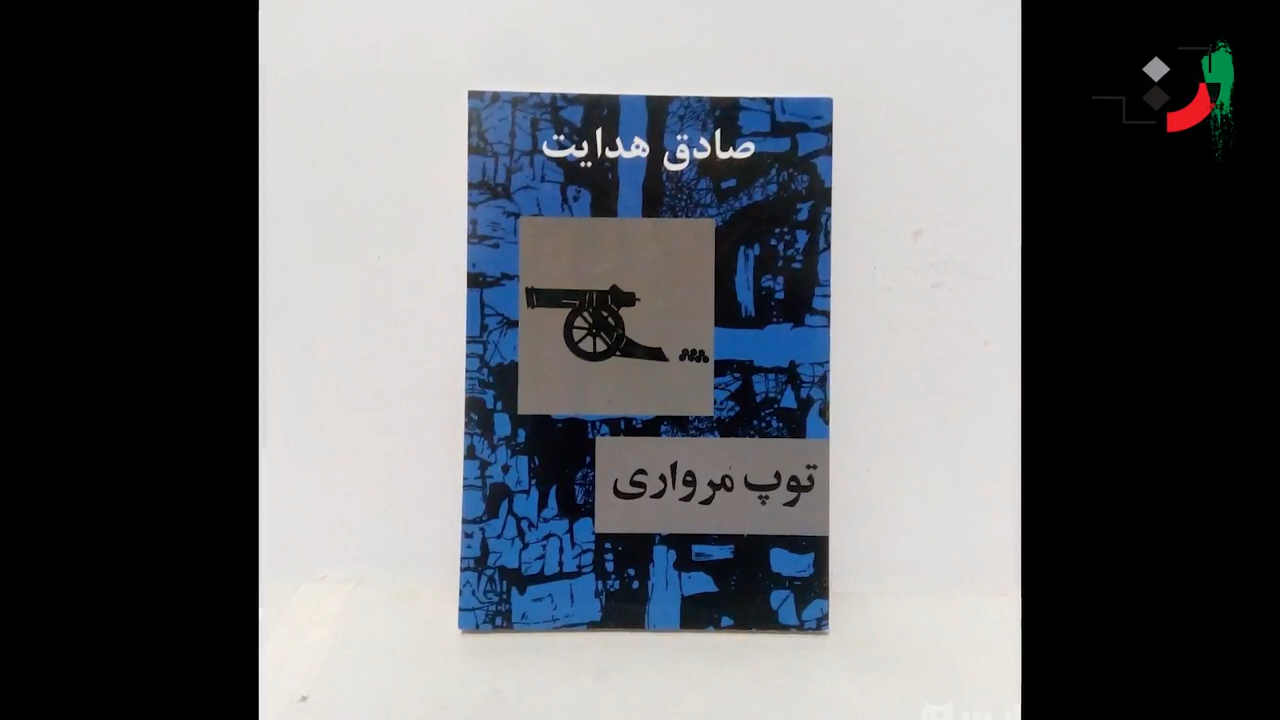 صادق هدایت
توپ مرواری